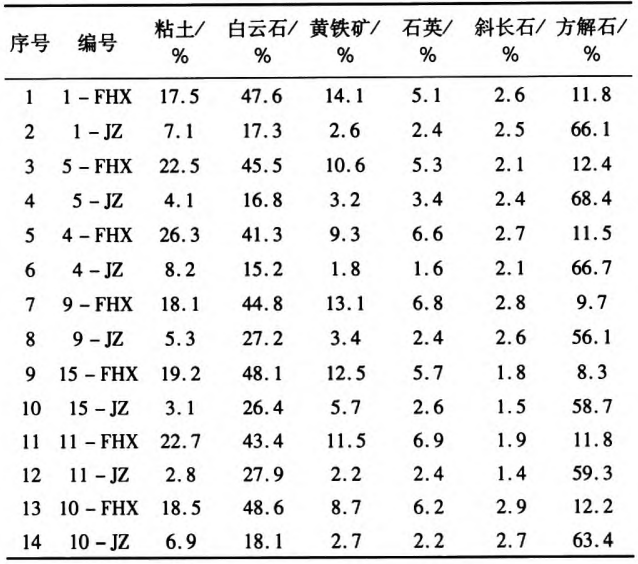 序号 编号 粘土/% 白云石/% 黄铁矿/% 石英/% 斜长石/% 方解石/%
1 1-FHX 17.5 47.6 14.1 5.1 2.6 11.8
2 1-JZ 7.1 17.3 2.6 2.4 2.5 66.1
3 5-FHX 22.5 45.5 10.6 5.3 2.1 12.4
4 5-JZ 4.1 16.8 3.2 3.4 2.4 68.4
5 4-FHX 26.3 41.3 9.3 6.6 2.7 11.5
6 4-JZ 8.2 15.2 1.8 1.6 2.1 66.7
7 9-FHX 18.1 44.8 13.1 6.8 2.8 9.7
8 9-JZ 5.3 27.2 3.4 2.4 2.6 56.1
9 15-FHX 19.2 48.1 12.5 5.7 1.8 8.3
10 15-JZ 3.1 26.4 5.7 2.6 1.5 58.7
11 11-FHX 22.7 43.4 11.5 6.9 1.9 11.8
12 11-JZ 2.8 27.9 2.2 2.4 1.4 59.3
13 10-FHX 18.5 48.6 8.7 6.2 2.9 12.2
14 10-JZ 6.9 18.1 2.7 2.2 2.7 63.4